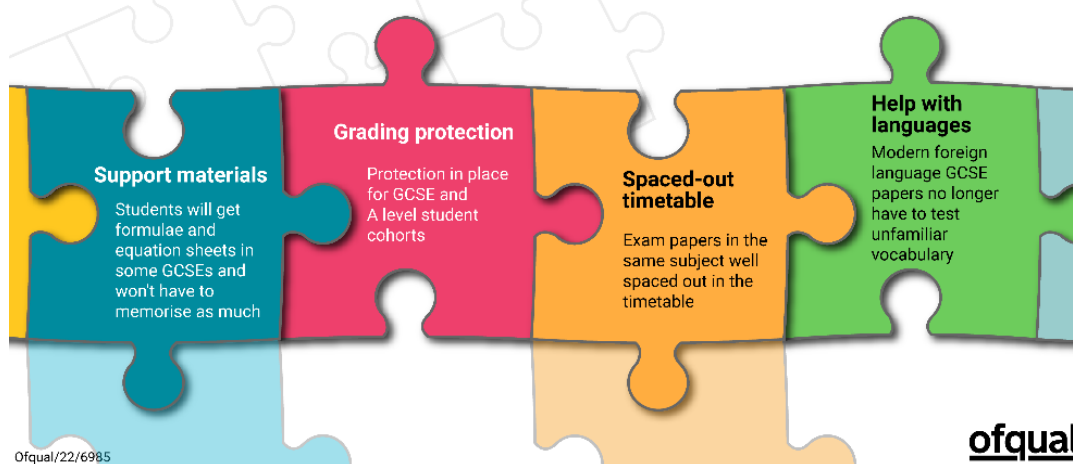 Support materials
Students will get
formulae and
equation sheets in
some GCSEs and
won't have to
memorise as much
Grading protection
Protection in place
for GCSE and
A level student
cohorts
Spaced-out
timetable
Exam papers in the
same subject well
spaced out in the
timetable
Help with
languages
Modern foreign
language GCSE
papers no longer
have to test
unfamiliar
vocabulary
Ofqual/22/6985
ofqual